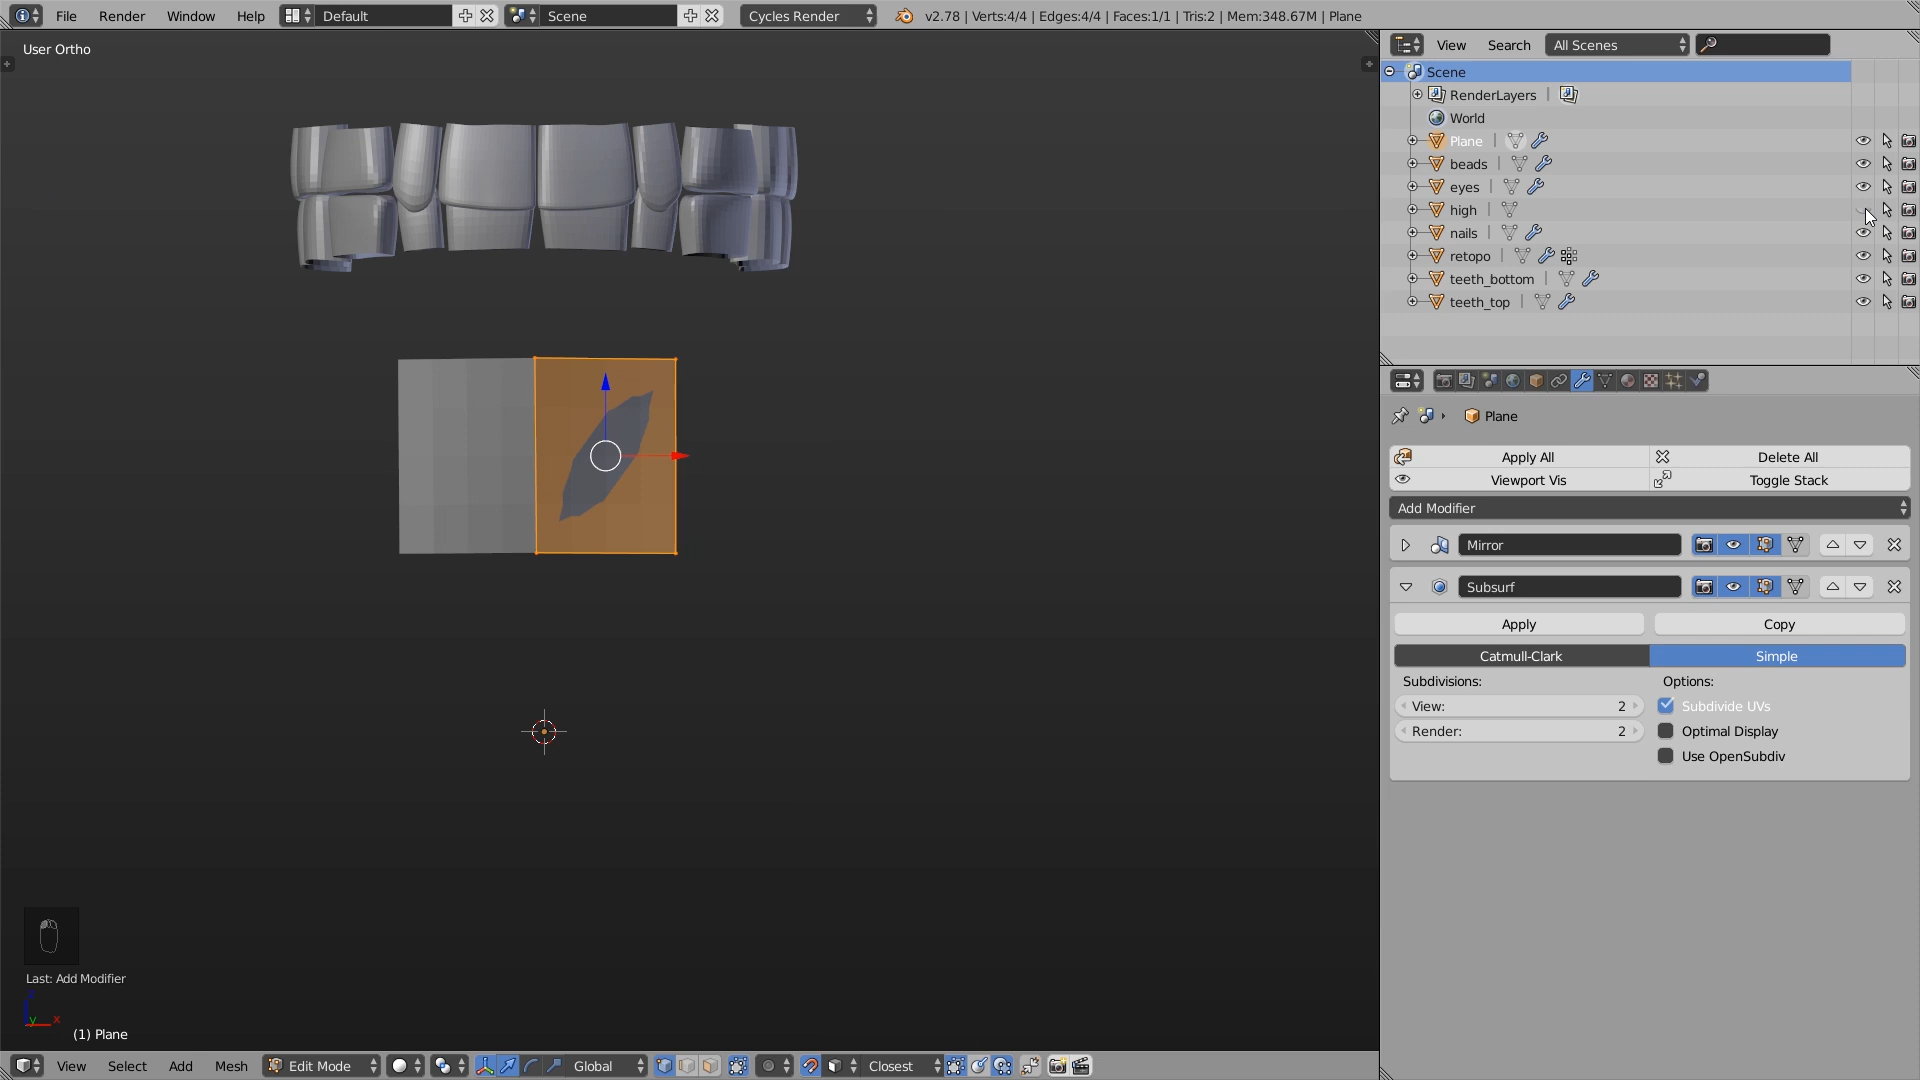 File Render Window Help Default Scene Cycles Render v2.78 | Verts:4/4 | Edges:4/4 | Faces:1/1 | Tris:2 | Mem:348.67M | Plane
User Ortho
View Search All Scenes
Scene
RenderLayers
World
Plane
beads
eyes
high
nails
retopo
teeth_bottom
teeth_top
Plane
Apply All Delete All
Viewport Vis Toggle Stack
Add Modifier
Mirror
Subsurf
Apply Copy
Catmull-Clark Simple
Subdivisions: Options:
View: 2 Subdivide UVs
Render: 2 Optimal Display
Use OpenSubdiv
Last: Add Modifier
y x
(1) Plane
View Select Add Mesh Edit Mode Global Closest